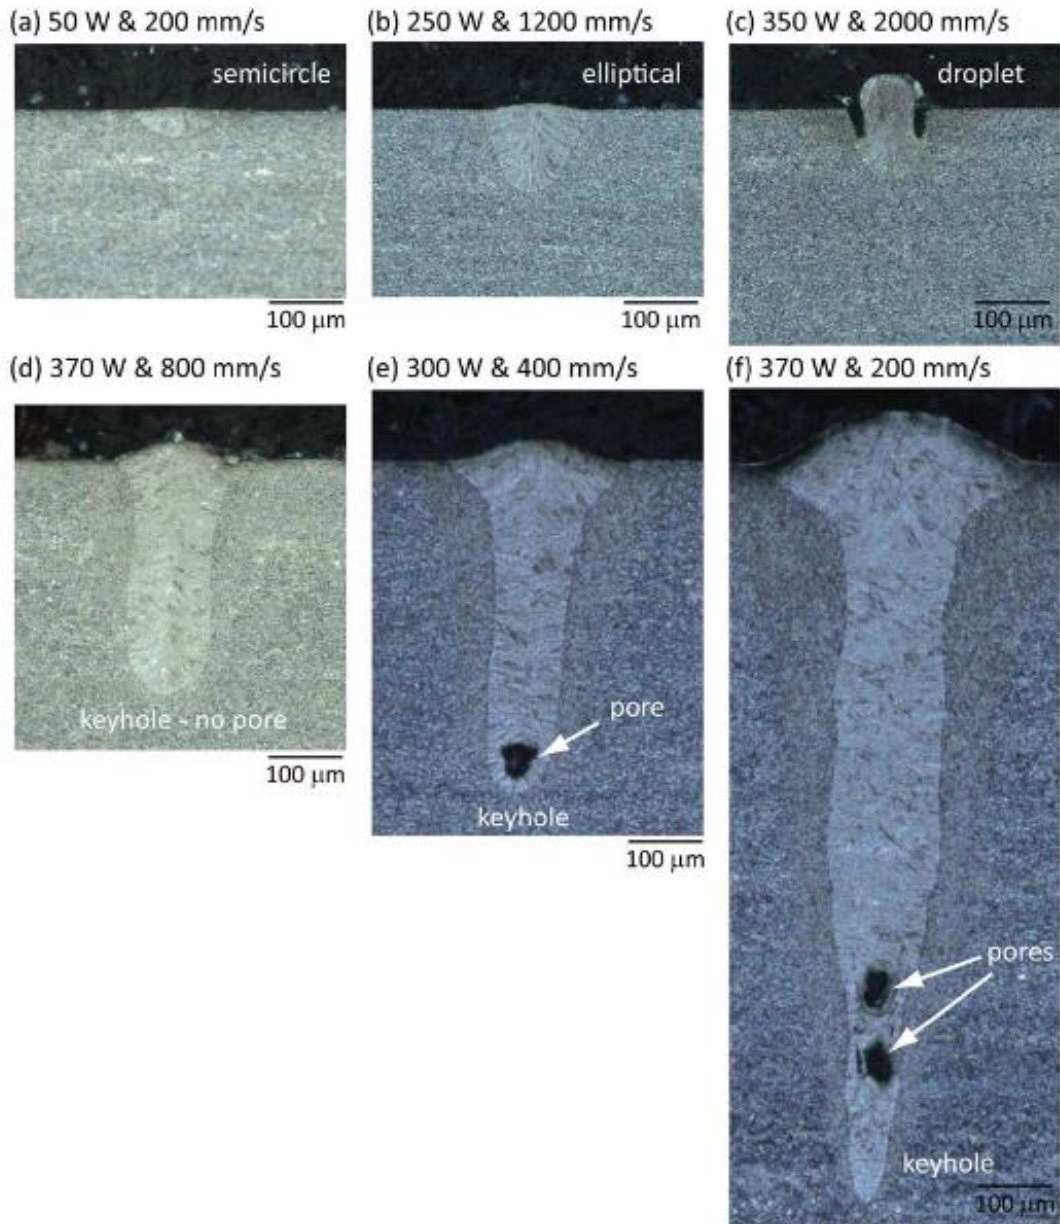 (a) 50 W & 200 mm/s
semicircle
100 μm
(b) 250 W & 1200 mm/s
elliptical
100 μm
(c) 350 W & 2000 mm/s
droplet
100 μm
(d) 370 W & 800 mm/s
keyhole - no pore
100 μm
(e) 300 W & 400 mm/s
pore
keyhole
100 μm
(f) 370 W & 200 mm/s
pores
keyhole
100 μm